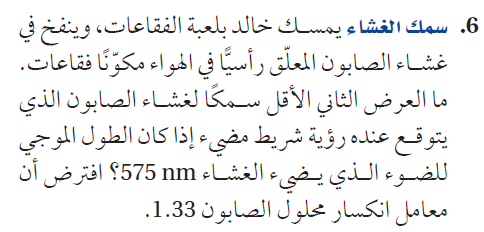 6. سمك الغشاء يمسك خالد بلعبة الفقاعات، وينفخ في
غشاء الصابون المعلّق رأسيًّا في الهواء مكوّنًا فقاعات.
ما العرض الثاني الأقل سمكًا لغشاء الصابون الذي
يتوقع عنده رؤية شريط مضيء إذا كان الطول الموجي
للضوء الذي يضيء الغشاء 575 nm؟ افترض أن
معامل انكسار محلول الصابون 1.33.